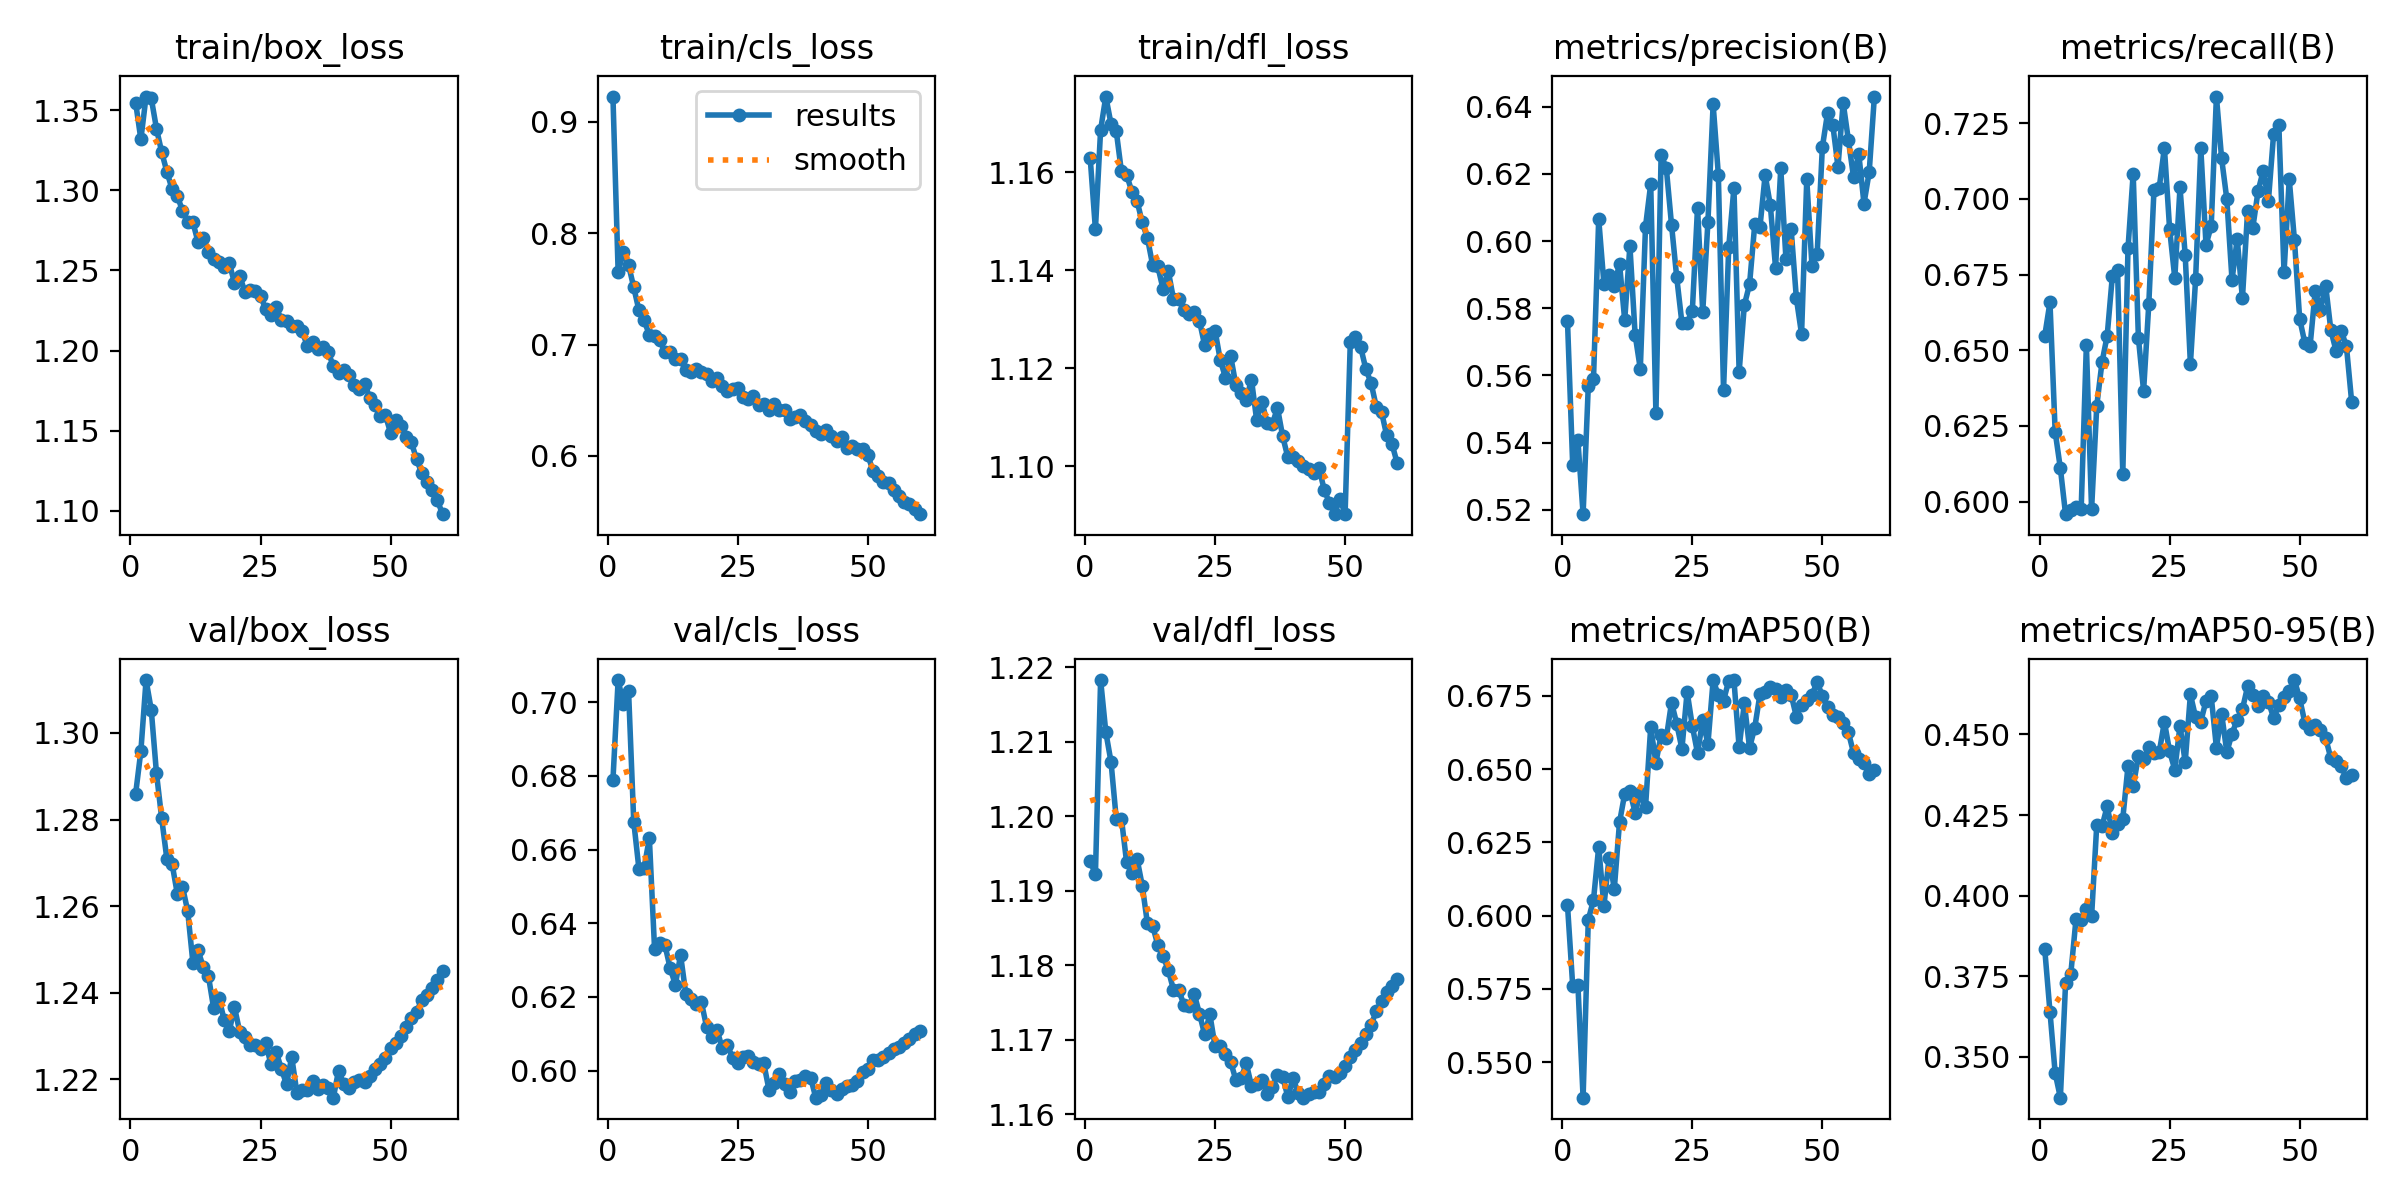 train/box_loss
1.35
1.30
1.25
1.20
1.15
1.10
0 25 50
train/cls_loss
results
smooth
0.9
0.8
0.7
0.6
0 25 50
train/dfl_loss
1.16
1.14
1.12
1.10
0 25 50
metrics/precision(B)
0.64
0.62
0.60
0.58
0.56
0.54
0.52
0 25 50
metrics/recall(B)
0.725
0.700
0.675
0.650
0.625
0.600
0 25 50
val/box_loss
1.30
1.28
1.26
1.24
1.22
0 25 50
val/cls_loss
0.70
0.68
0.66
0.64
0.62
0.60
0 25 50
val/dfl_loss
1.22
1.21
1.20
1.19
1.18
1.17
1.16
0 25 50
metrics/mAP50(B)
0.675
0.650
0.625
0.600
0.575
0.550
0 25 50
metrics/mAP50-95(B)
0.450
0.425
0.400
0.375
0.350
0 25 50